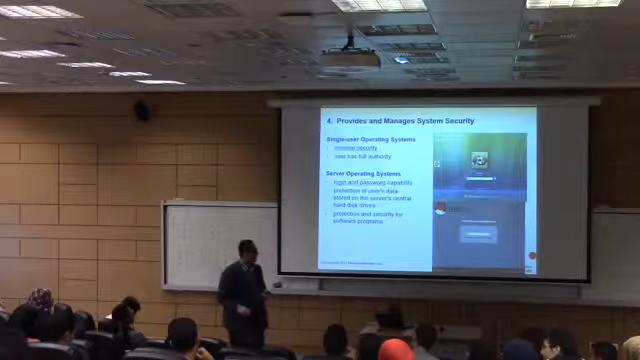 4. Provides and Manages System Security
Single-user Operating Systems
minimal security
user has full authority
Server Operating Systems
login and password capability
protection of user's data
stored on the server's central
hard disk drives
protection and security for
software programs